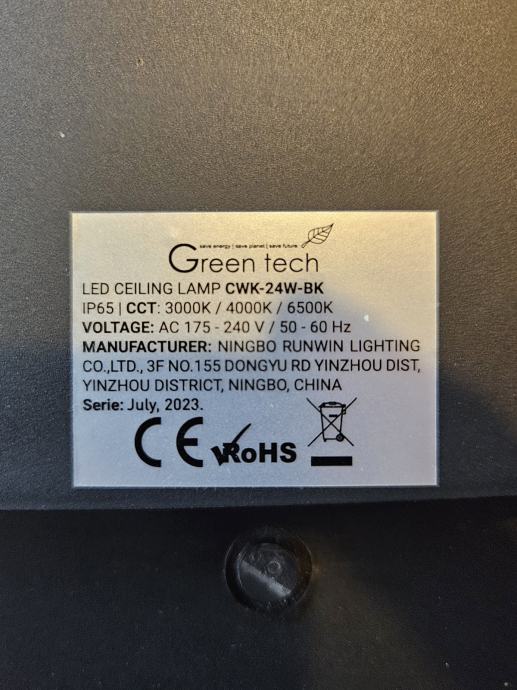 save energy | save planet | save future
Green tech
LED CEILING LAMP CWK-24W-BK
IP65 | CCT: 3000K / 4000K / 6500K
VOLTAGE: AC 175 - 240 V / 50 - 60 Hz
MANUFACTURER: NINGBO RUNWIN LIGHTING
CO.,LTD., 3F NO.155 DONGYU RD YINZHOU DIST,
YINZHOU DISTRICT, NINGBO, CHINA
Serie: July, 2023.
CE RoHS